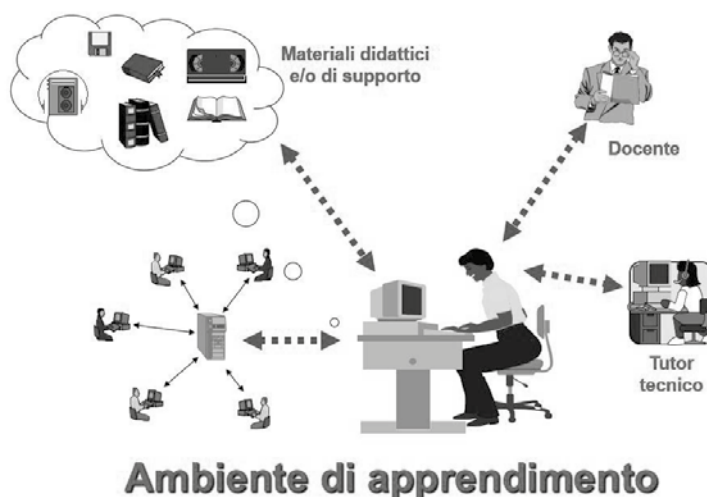 Materiali didattici
e/o di supporto
Docente
Tutor
tecnico
Ambiente di apprendimento